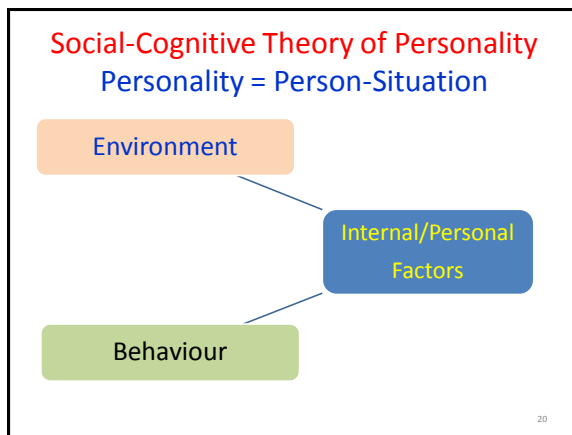 Social-Cognitive Theory of Personality
Personality = Person-Situation
Environment
Internal/Personal
Factors
Behaviour
20